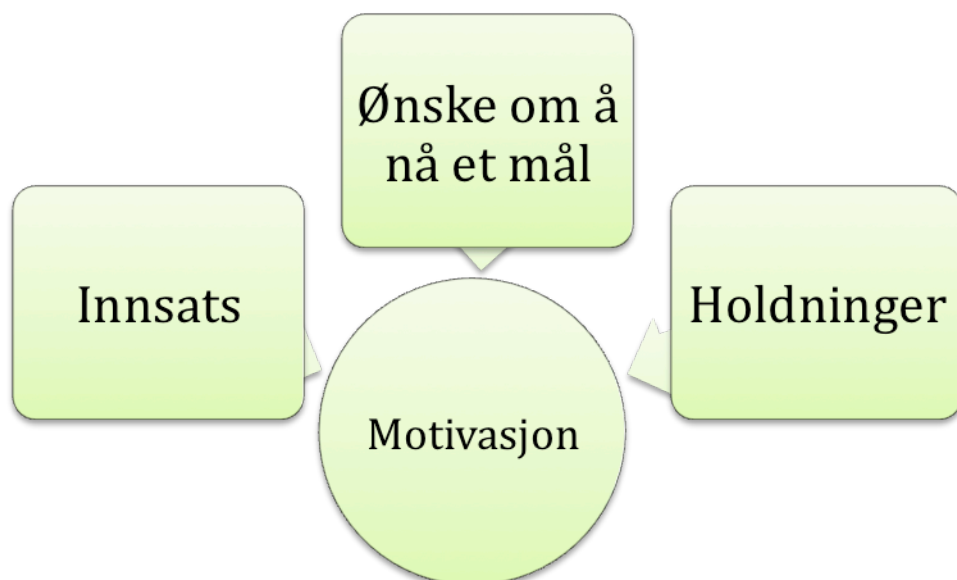 Ønske om å
nå et mål
Innsats
Holdninger
Motivasjon